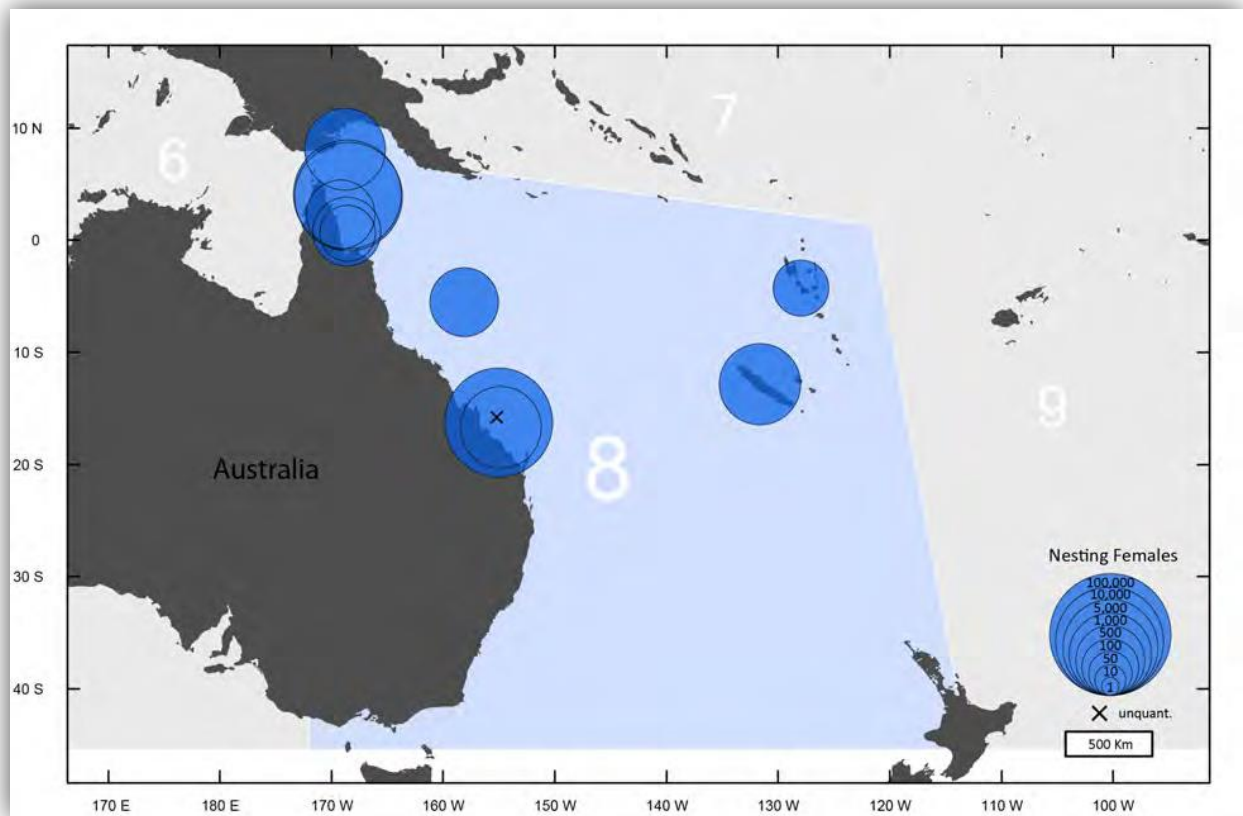 10 N
0
10 S
20 S
30 S
40 S
6
7
8
9
Australia
Nesting Females
100,000
10,000
5,000
1,000
500
100
50
10
1
unquant.
500 Km
170 E
180 E
170 W
160 W
150 W
140 W
130 W
120 W
110 W
100 W